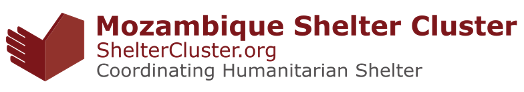 Mozambique Shelter Cluster
ShelterCluster.org
Coordinating Humanitarian Shelter